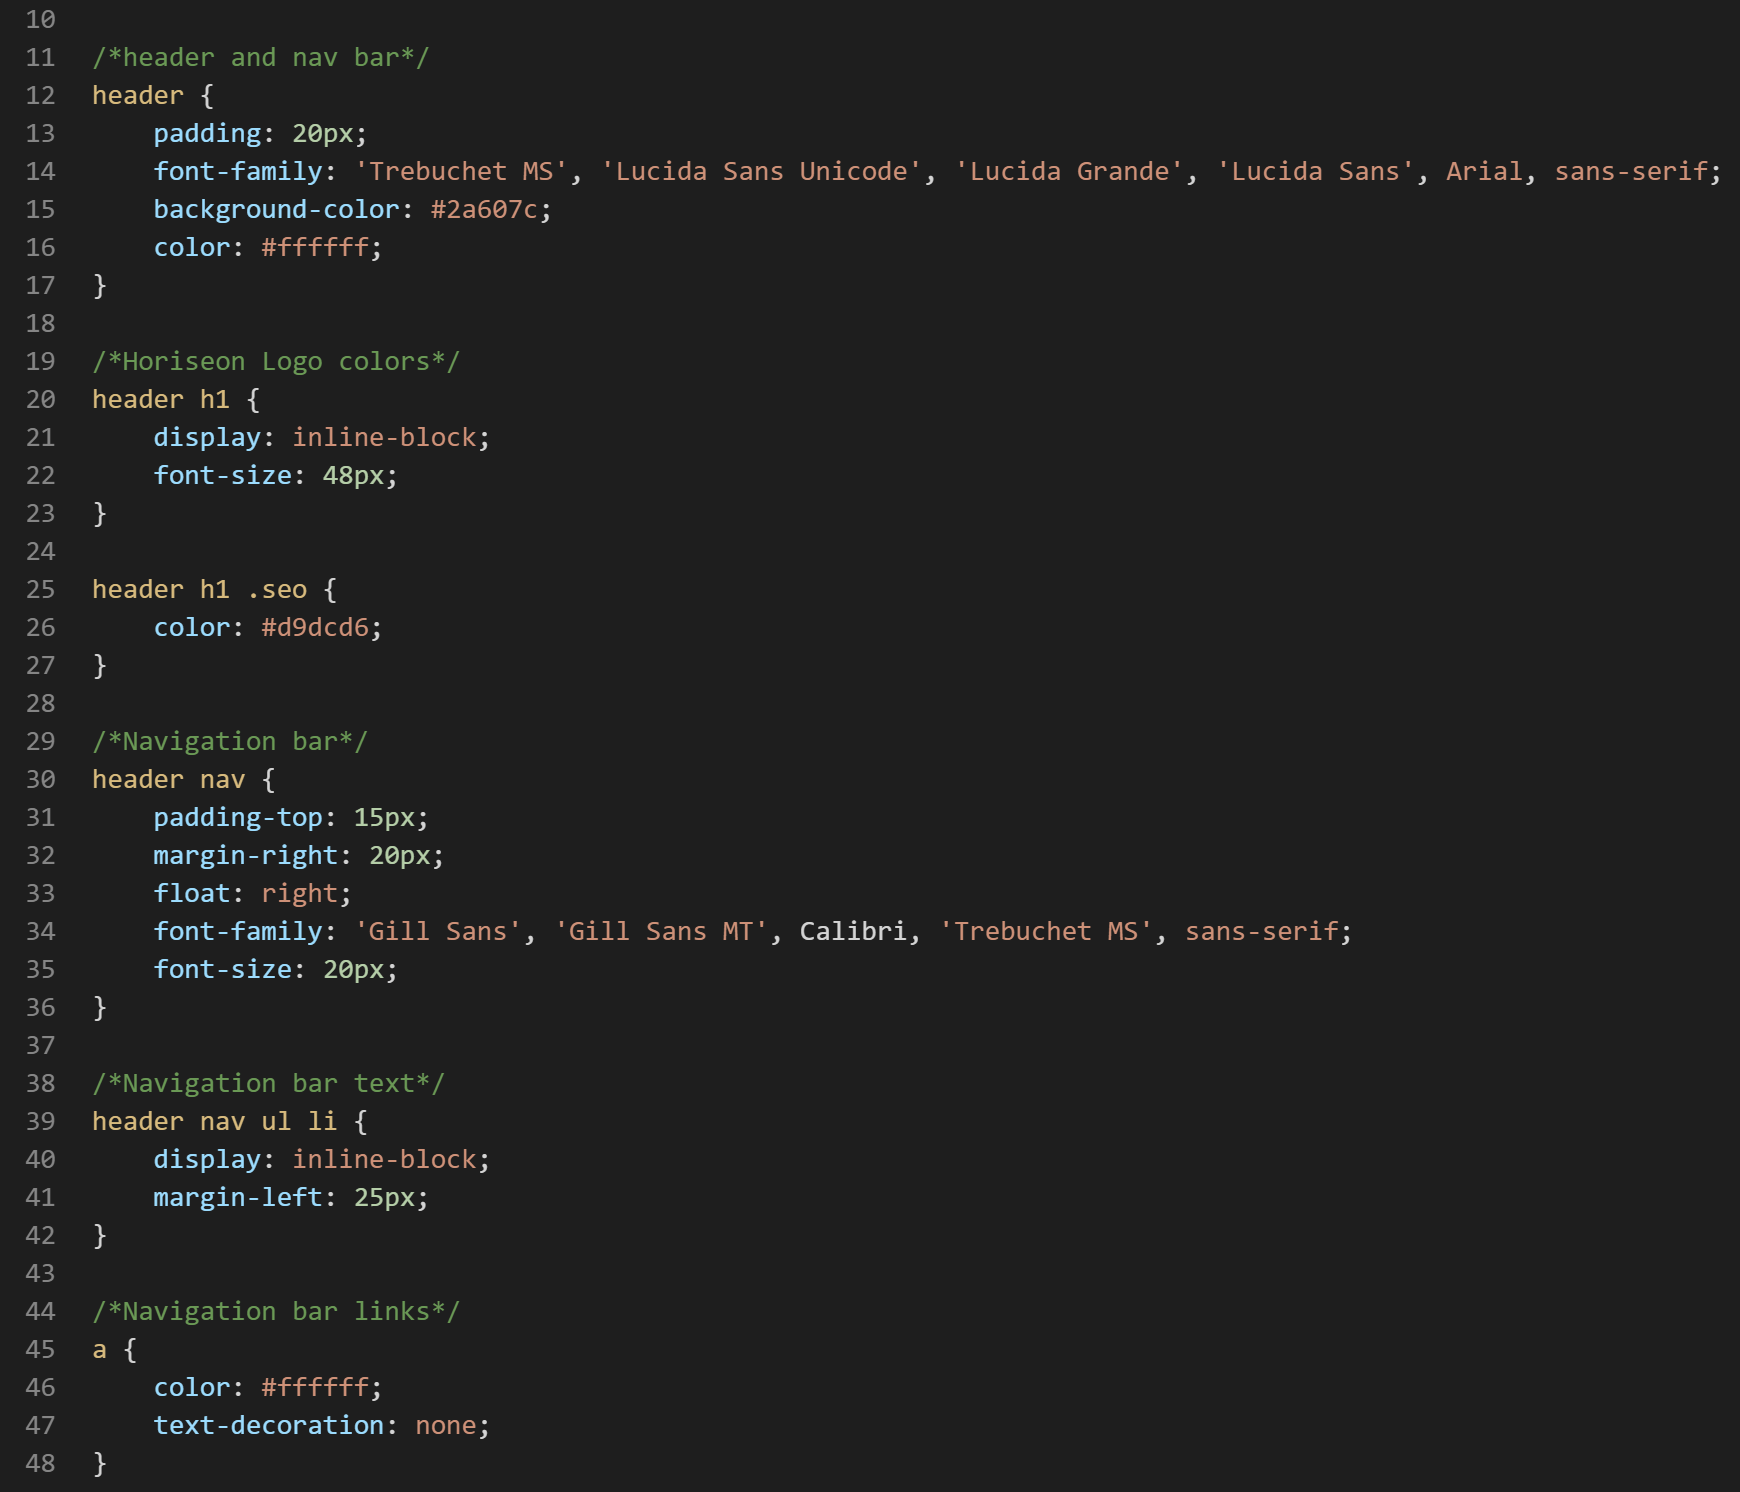 10
11 /*header and nav bar*/
12 header {
13     padding: 20px;
14     font-family: 'Trebuchet MS', 'Lucida Sans Unicode', 'Lucida Grande', 'Lucida Sans', Arial, sans-serif;
15     background-color: #2a607c;
16     color: #ffffff;
17 }
18
19 /*Horiseon Logo colors*/
20 header h1 {
21     display: inline-block;
22     font-size: 48px;
23 }
24
25 header h1 .seo {
26     color: #d9dcd6;
27 }
28
29 /*Navigation bar*/
30 header nav {
31     padding-top: 15px;
32     margin-right: 20px;
33     float: right;
34     font-family: 'Gill Sans', 'Gill Sans MT', Calibri, 'Trebuchet MS', sans-serif;
35     font-size: 20px;
36 }
37
38 /*Navigation bar text*/
39 header nav ul li {
40     display: inline-block;
41     margin-left: 25px;
42 }
43
44 /*Navigation bar links*/
45 a {
46     color: #ffffff;
47     text-decoration: none;
48 }